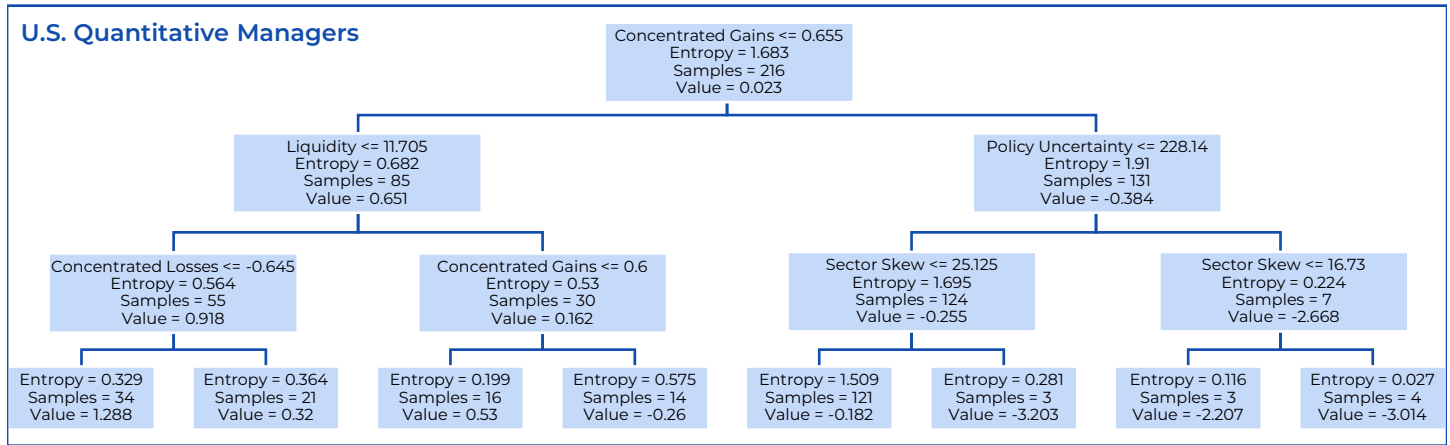 U.S. Quantitative Managers
Concentrated Gains <= 0.655
Entropy = 1.683
Samples = 216
Value = 0.023
Liquidity <= 11.705
Entropy = 0.682
Samples = 85
Value = 0.651
Policy Uncertainty <= 228.14
Entropy = 1.91
Samples = 131
Value = -0.384
Concentrated Losses <= -0.645
Entropy = 0.564
Samples = 55
Value = 0.918
Concentrated Gains <= 0.6
Entropy = 0.53
Samples = 30
Value = 0.162
Sector Skew <= 25.125
Entropy = 1.695
Samples = 124
Value = -0.255
Sector Skew <= 16.73
Entropy = 0.224
Samples = 7
Value = -2.668
Entropy = 0.329
Samples = 34
Value = 1.288
Entropy = 0.364
Samples = 21
Value = 0.32
Entropy = 0.199
Samples = 16
Value = 0.53
Entropy = 0.575
Samples = 14
Value = -0.26
Entropy = 1.509
Samples = 121
Value = -0.182
Entropy = 0.281
Samples = 3
Value = -3.203
Entropy = 0.116
Samples = 3
Value = -2.207
Entropy = 0.027
Samples = 4
Value = -3.014